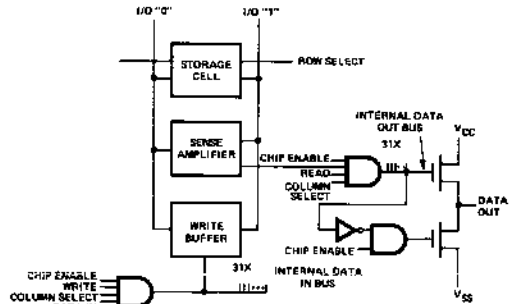 I/O "0"
I/O "1"
STORAGE
CELL
ROW SELECT
SENSE
AMPLIFIER
CHIP ENABLE
READ
COLUMN
SELECT
INTERNAL DATA
OUT BUS
31X
VCC
DATA
OUT
WRITE
BUFFER
31X
CHIP ENABLE
INTERNAL DATA
IN BUS
VSS
CHIP ENABLE
WRITE
COLUMN SELECT